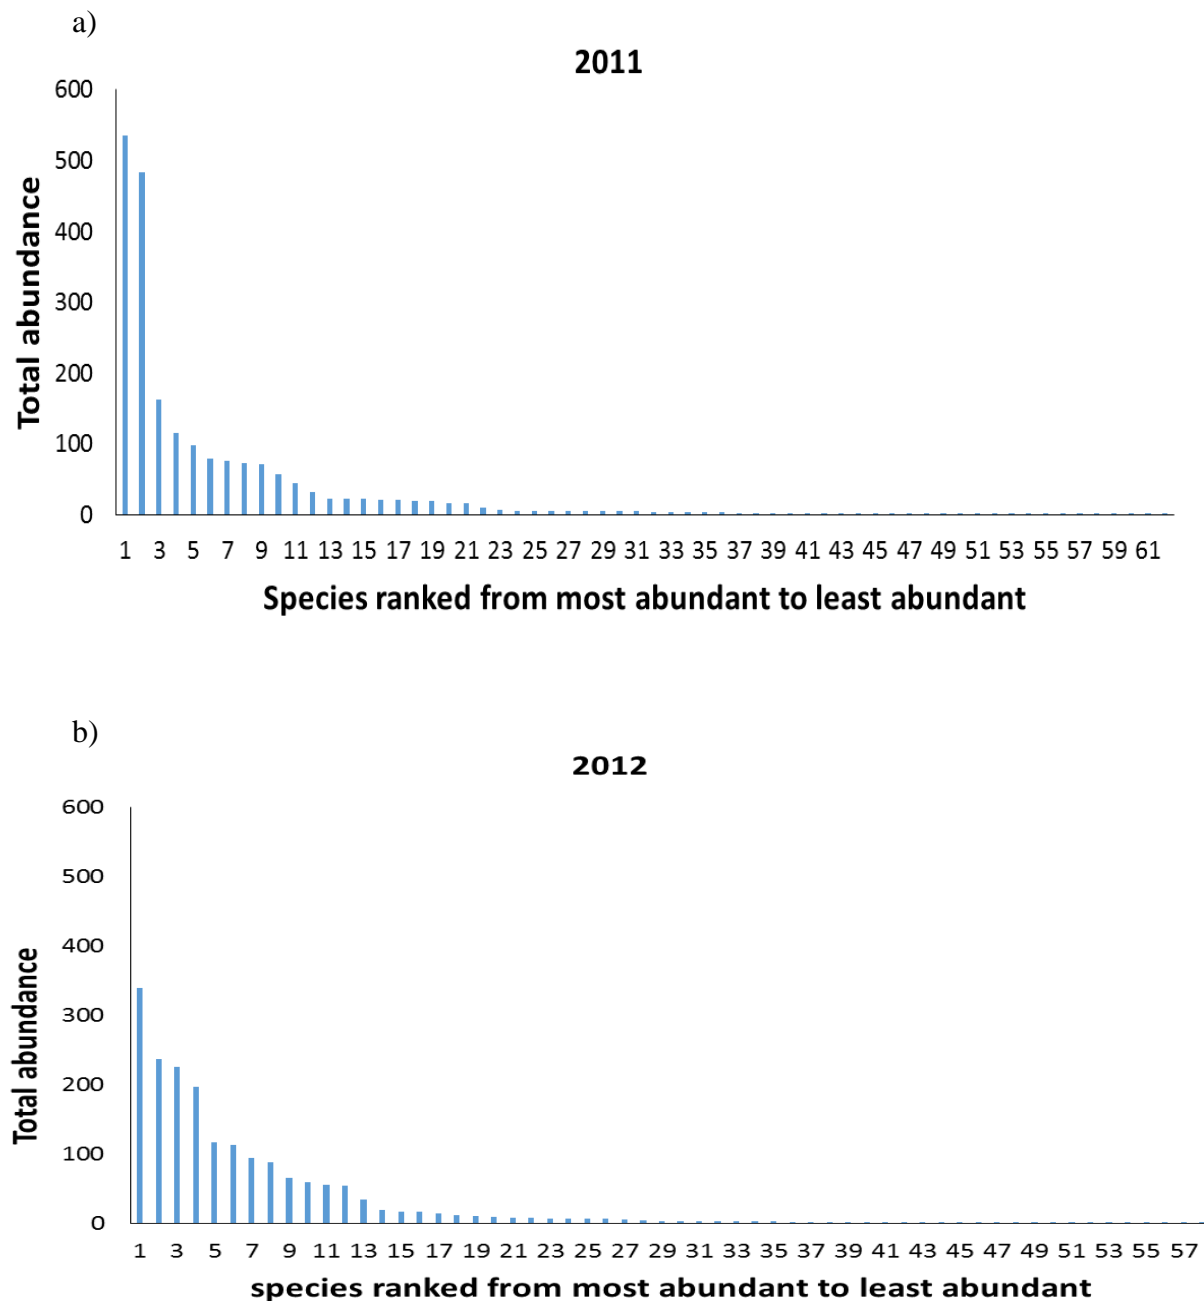 a)
2011
600
500
400
300
200
100
0
Total abundance
1 3 5 7 9 11 13 15 17 19 21 23 25 27 29 31 33 35 37 39 41 43 45 47 49 51 53 55 57 59 61
Species ranked from most abundant to least abundant
b)
2012
600
500
400
300
200
100
0
Total abundance
1 3 5 7 9 11 13 15 17 19 21 23 25 27 29 31 33 35 37 39 41 43 45 47 49 51 53 55 57
species ranked from most abundant to least abundant